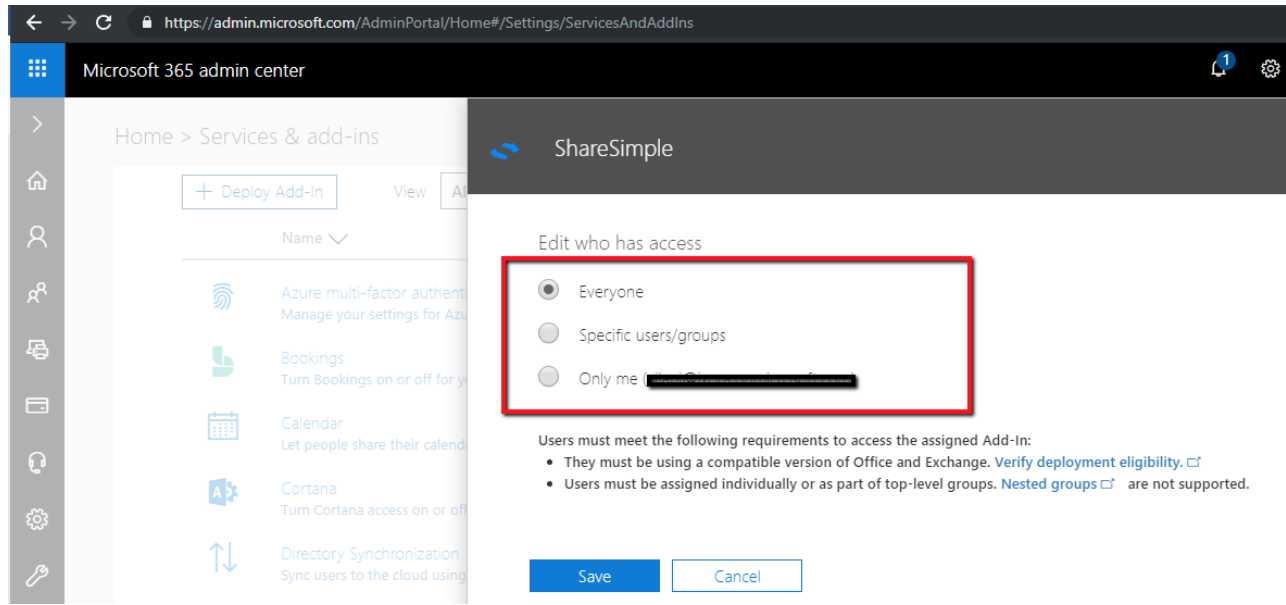 https://admin.microsoft.com/AdminPortal/Home#/Settings/ServicesAndAddIns
Microsoft 365 admin center
1
Home > Services & add-ins
+ Deploy Add-In
View
Al
Name
Azure multi-factor authenti
Manage your settings for Azu
Bookings
Turn Bookings on or off for y
Calendar
Let people share their calenda
Cortana
Turn Cortana access on or off
Directory Synchronization
Sync users to the cloud using
ShareSimple
Edit who has access
Everyone
Specific users/groups
Only me (
Users must meet the following requirements to access the assigned Add-In:
• They must be using a compatible version of Office and Exchange. Verify deployment eligibility.
• Users must be assigned individually or as part of top-level groups. Nested groups are not supported.
Save
Cancel